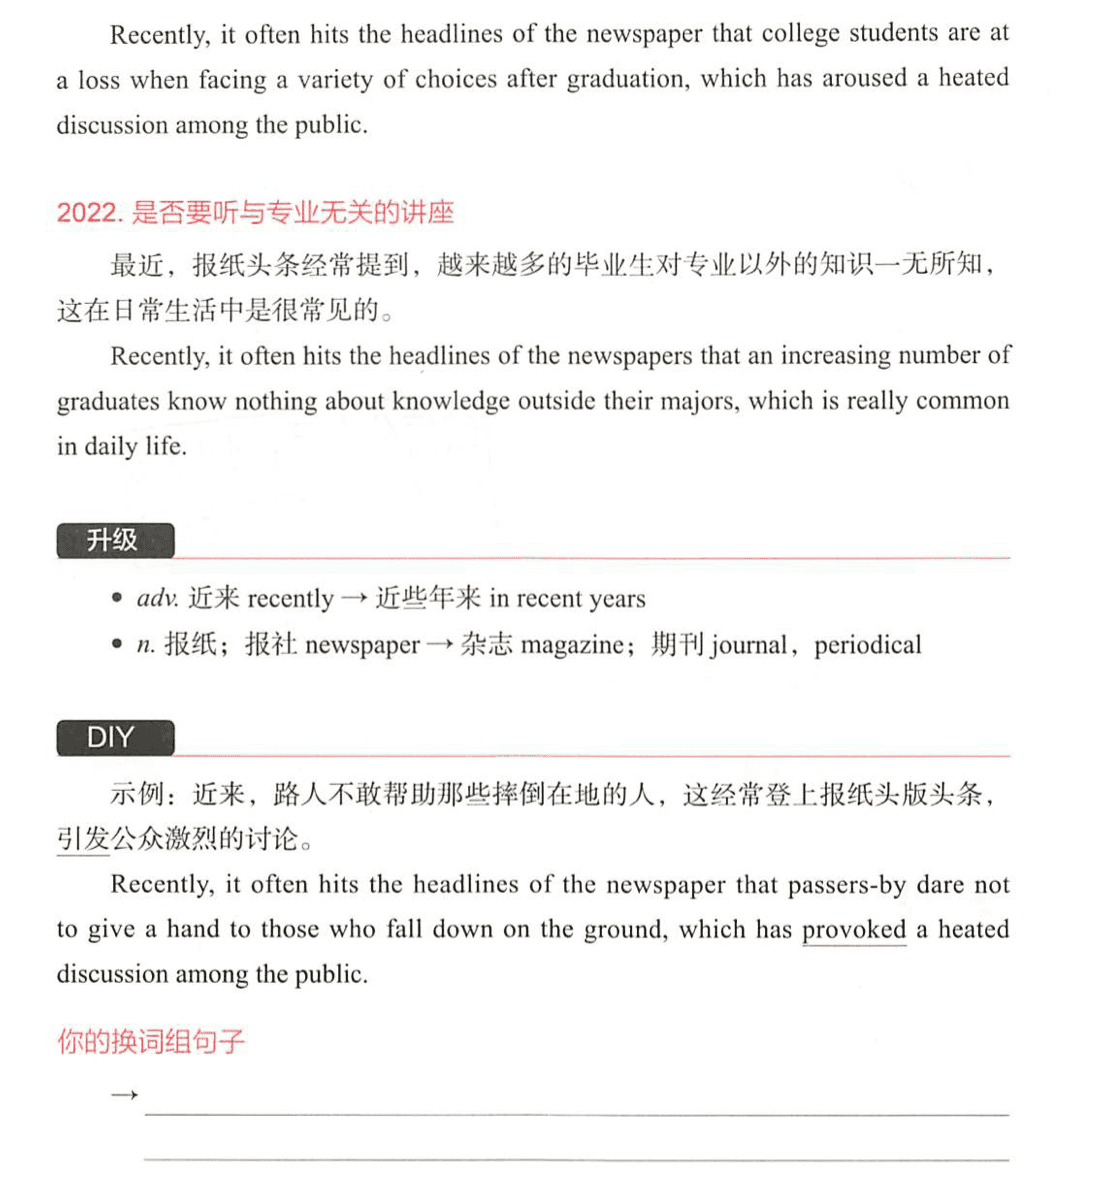 Recently, it often hits the headlines of the newspaper that college students are at
a loss when facing a variety of choices after graduation, which has aroused a heated
discussion among the public.
2022. 是否要听与专业无关的讲座
最近，报纸头条经常提到，越来越多的毕业生对专业以外的知识一无所知，
这在日常生活中是很常见的。
Recently, it often hits the headlines of the newspapers that an increasing number of
graduates know nothing about knowledge outside their majors, which is really common
in daily life.
升级
• adv. 近来 recently → 近些年来 in recent years
• n. 报纸；报社 newspaper → 杂志 magazine；期刊 journal，periodical
DIY
示例：近来，路人不敢帮助那些摔倒在地的人，这经常登上报纸头版头条，
引发公众激烈的讨论。
Recently, it often hits the headlines of the newspaper that passers-by dare not
to give a hand to those who fall down on the ground, which has provoked a heated
discussion among the public.
你的换词组句子
→